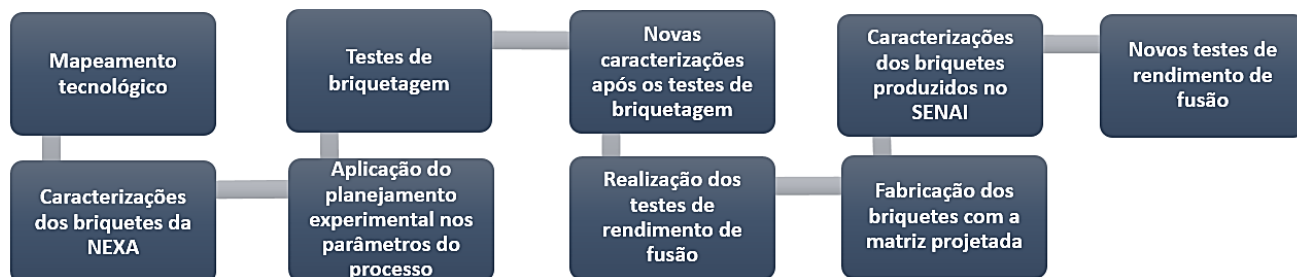 Mapeamento
tecnológico
Caracterizações
dos briquetes da
NEXA
Aplicação do
planejamento
experimental nos
parâmetros do
processo
Testes de
briquetagem
Novas
caracterizações
após os testes de
briquetagem
Realização dos
testes de
rendimento de
fusão
Fabricação dos
briquetes com a
matriz projetada
Caracterizações
dos briquetes
produzidos no
SENAI
Novos testes de
rendimento de
fusão